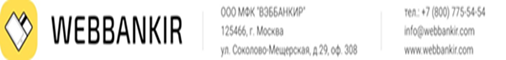 WEBBANKIR
ООО МФК "ВЭББАНКИР"
125466, г. Москва
ул. Соколово-Мещерская, д.29, оф. 308
тел.: +7 (800) 775-54-54
info@webbankir.com
www.webbankir.com